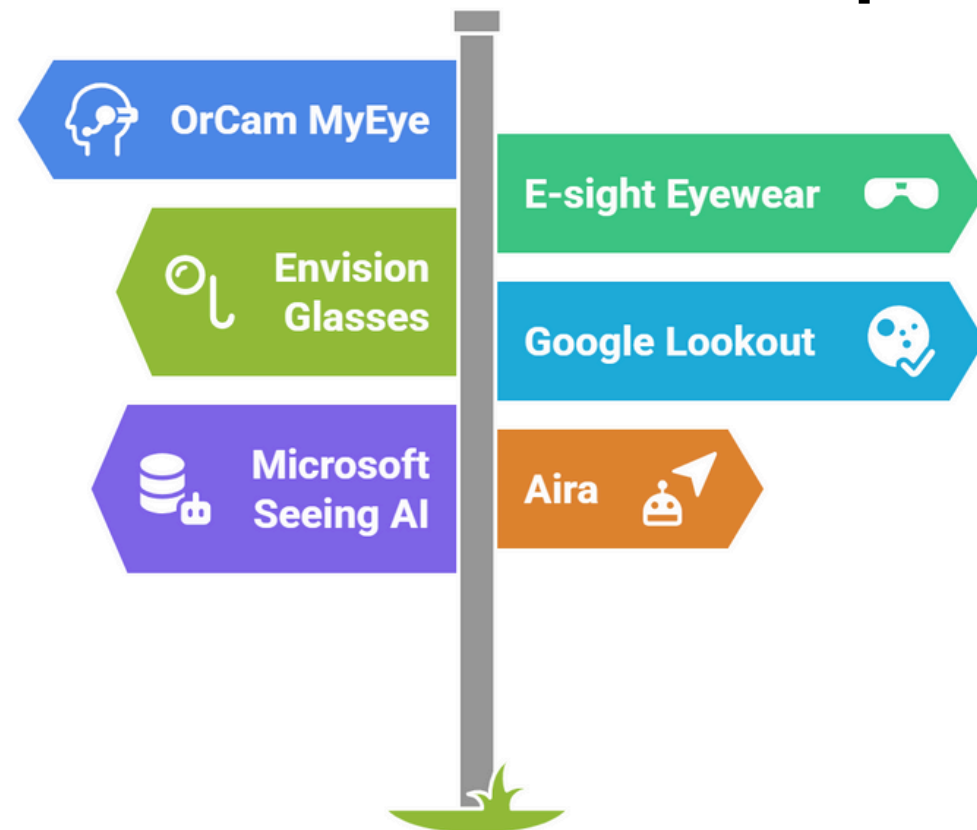 OrCam MyEye
E-sight Eyewear
Envision
Glasses
Google Lookout
Microsoft
Seeing AI
Aira